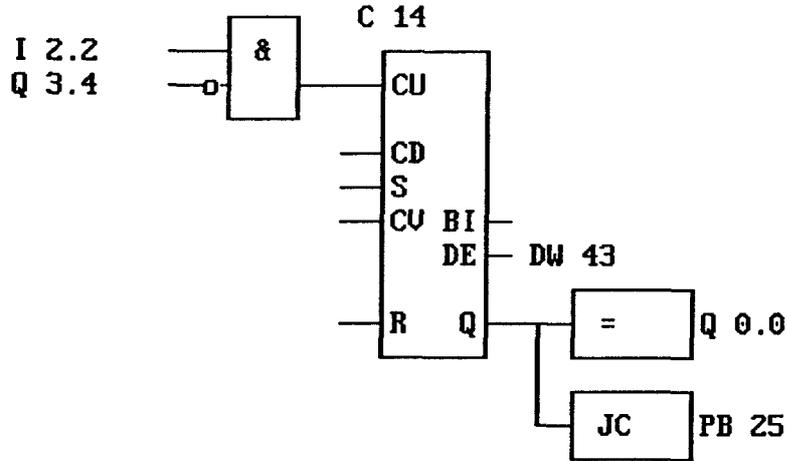 C 14
I 2.2
&
Q 3.4
CU
CD
S
CV BI
DE DW 43
R Q
= Q 0.0
JC PB 25